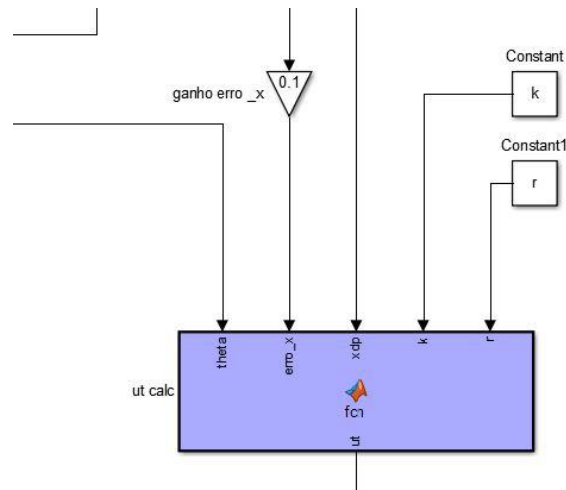 Constant
k
0.1
ganho erro _x
Constant1
r
theta
erro_x
xdp
k
r
ut calc
fcn
ut